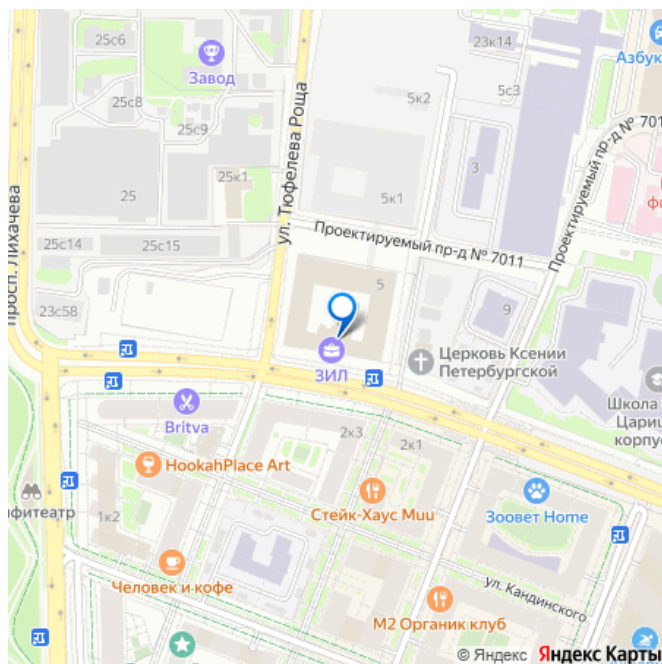 25с6
Завод
23к14
Азбук
25с8
5к2
5с3
25с9
ул. Тюфелева Роща
просп. Лихачева
25
25к1
3
5к1
Проектируемый пр-д № 701
фи
25с14
25с15
Проектируемый пр-д № 7011
23с58
5
9
ЗИЛ
Церковь Ксении
Петербургской
Школа
Цариц
корпус
Britva
2к3
2к1
HookahPlace Art
Стейк-Хаус Muu
Зоовет Home
нфитеатр
1к2
Человек и кофе
ул. Кандинского
М2 Органик клуб
© Яндекс Яндекс Карты